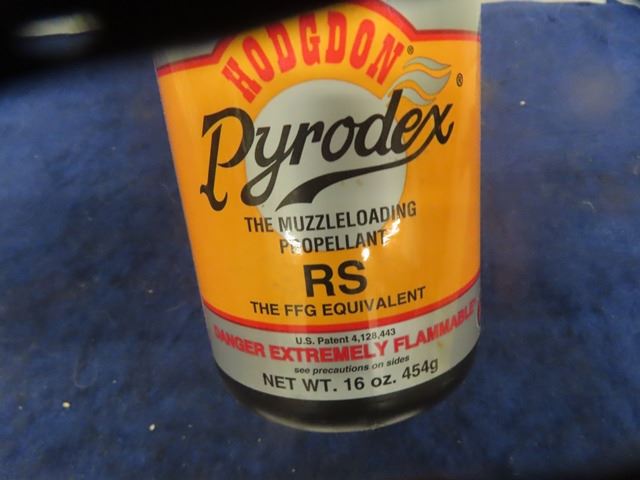 HODGDON®
Pyrodex®
THE MUZZLELOADING
PROPELLANT
RS
THE FFG EQUIVALENT
U.S. Patent 4,128,443
DANGER EXTREMELY FLAMMABLE
see precautions on sides
NET WT. 16 oz. 454g